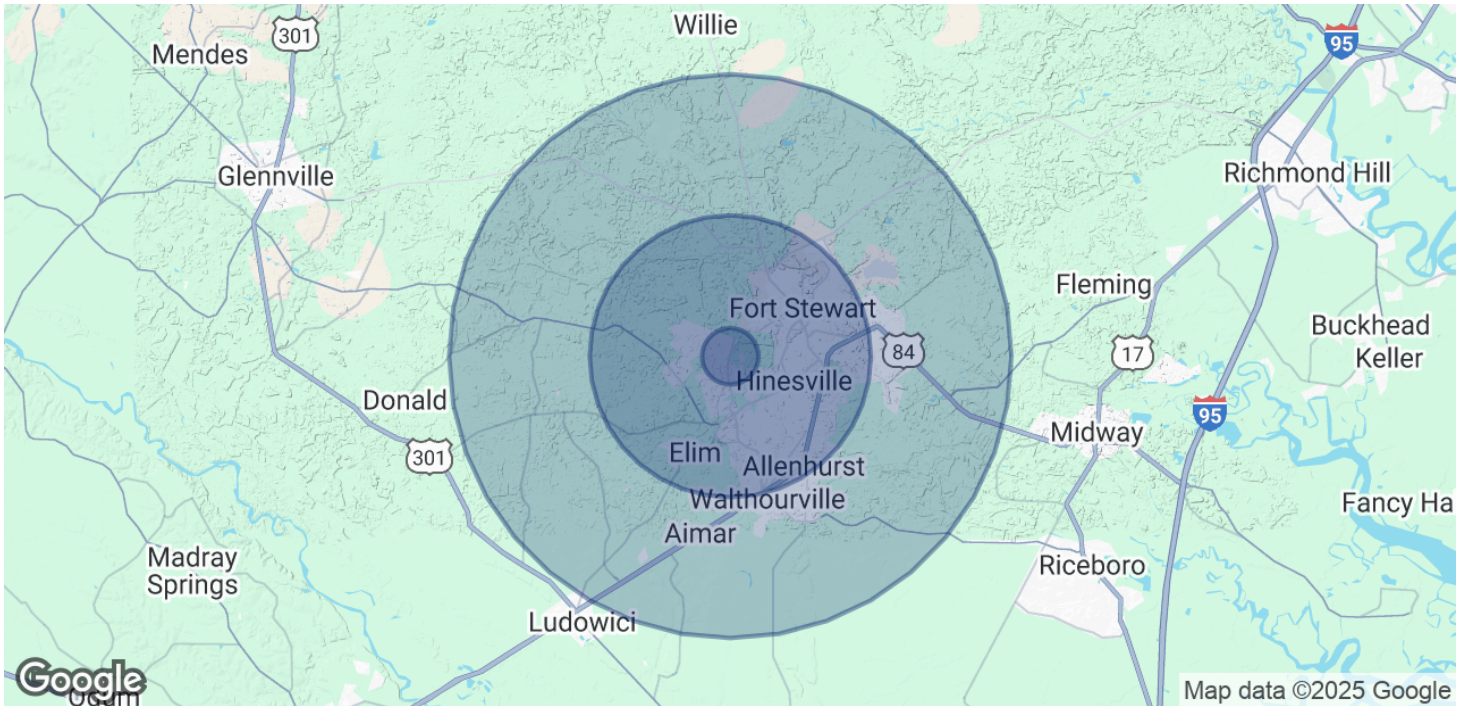 Willie
301
Mendes
95
Glennville
Richmond Hill
Fleming
Fort Stewart
Buckhead
Keller
84
17
Hinesville
Donald
95
Midway
301
Elim
Allenhurst
Walthourville
Fancy Ha
Aimar
Madray
Springs
Riceboro
Ludowici
Google
Odum
Map data ©2025 Google